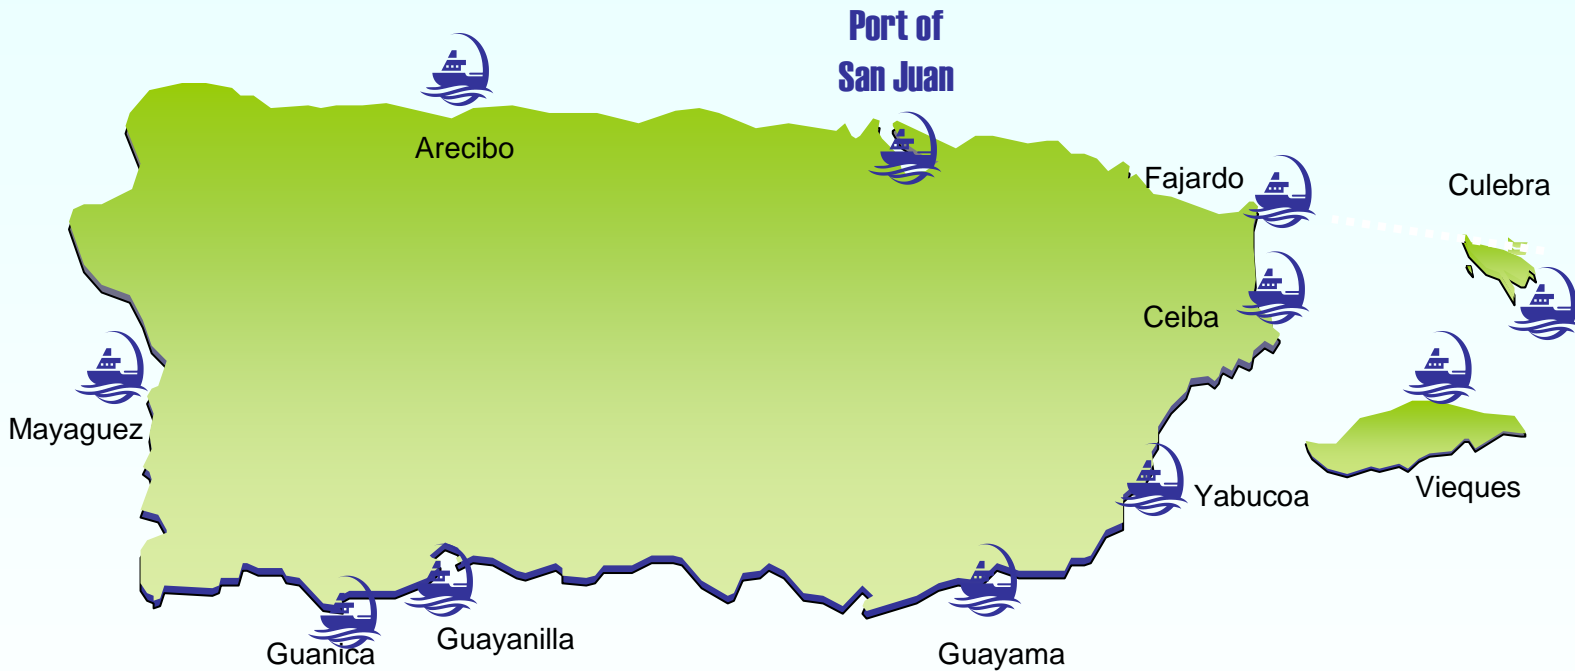 Port of
San Juan
Arecibo
Fajardo
Culebra
Ceiba
Mayaguez
Yabucoa
Vieques
Guanica
Guayanilla
Guayama